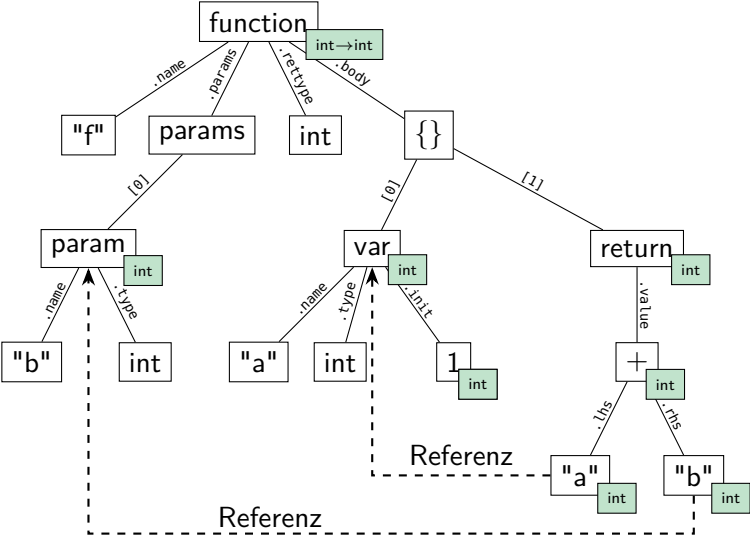 function
int→int
.name
.params
.rettype
.body
"f"
params
int
{}
[0]
[0]
[1]
param
int
var
int
return
int
.name
.type
.name
.type
.init
.value
"b"
int
"a"
int
1
int
+
int
.lhs
.rhs
Referenz
"a"
int
"b"
int
Referenz